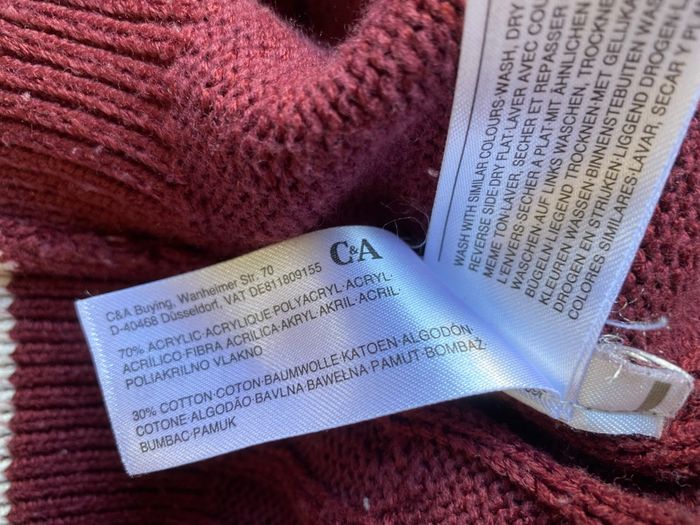 C&A
C&A Buying, Wanheimer Str. 70
D-40468 Düsseldorf, VAT DE811809155
70% ACRYLIC·ACRYLIQUE·POLYACRYL·ACRYL·
ACRÍLICO·FIBRA ACRILICA·AKRYL·AKRIL·ACRIL·
POLIAKRILNO VLAKNO
30% COTTON·COTON·BAUMWOLLE·KATOEN·ALGODÓN·
COTONE·ALGODÃO·BAVLNA·BAWEŁNA·PAMUT·BOMBAŽ
BUMBAC·PAMUK
WASH WITH SIMILAR COLOURS·WASH, DRY
REVERSE SIDE·DRY FLAT·LAVER AVEC COU
MEME TON·LAVER, SECHER ET REPASSER
L'ENVERS·SECHER A PLAT·MIT ÄHNLICHEN
WASCHEN·AUF LINKS WASCHEN, TROCKNE
BÜGELN·LIEGEND TROCKNEN·MET GELIJKA
KLEUREN WASSEN·BINNENSTEBUITEN WAS
DROGEN EN STRIJKEN·LIGGEND DROGEN·L
COLORES SIMILARES·LAVAR, SECAR Y P